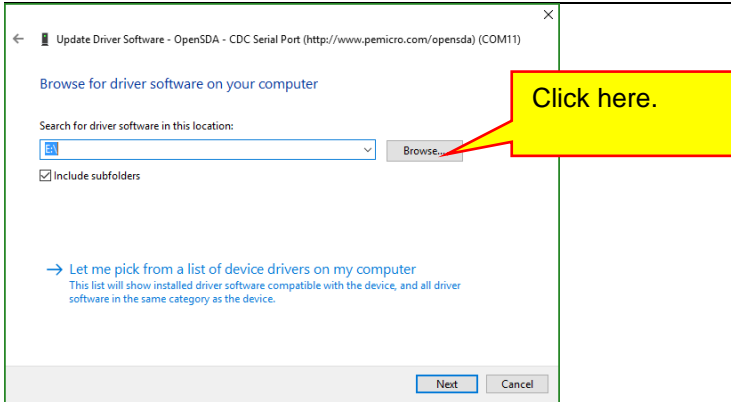 Update Driver Software - OpenSDA - CDC Serial Port (http://www.pemicro.com/opensda) (COM11)
Browse for driver software on your computer
Click here.
Search for driver software in this location:
E:\
Browse...
Include subfolders
Let me pick from a list of device drivers on my computer
This list will show installed driver software compatible with the device, and all driver
software in the same category as the device.
Next
Cancel